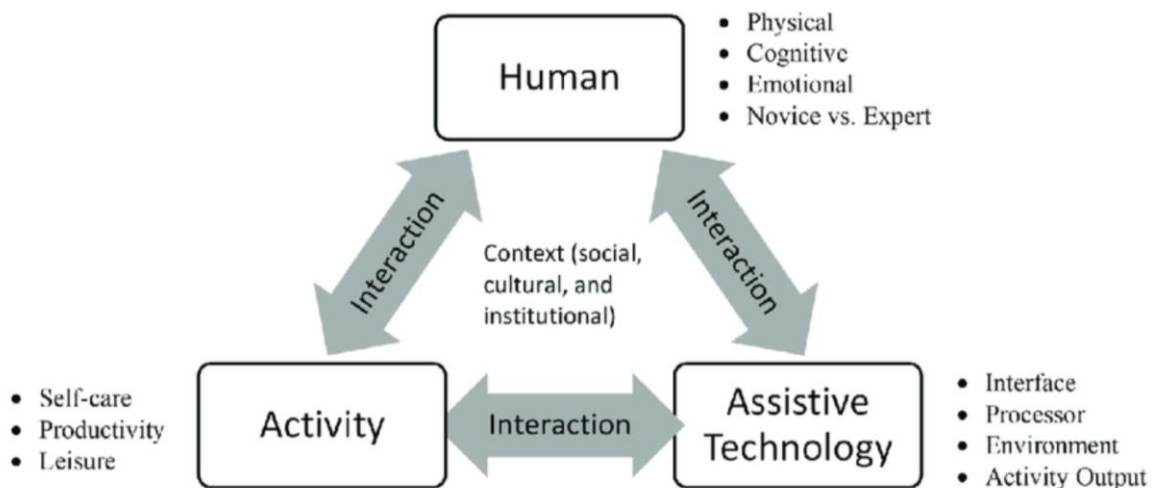 Human
• Physical
• Cognitive
• Emotional
• Novice vs. Expert
Interaction
Interaction
Context (social,
cultural, and
institutional)
• Self-care
• Productivity
• Leisure
Activity
Interaction
Assistive
Technology
• Interface
• Processor
• Environment
• Activity Output